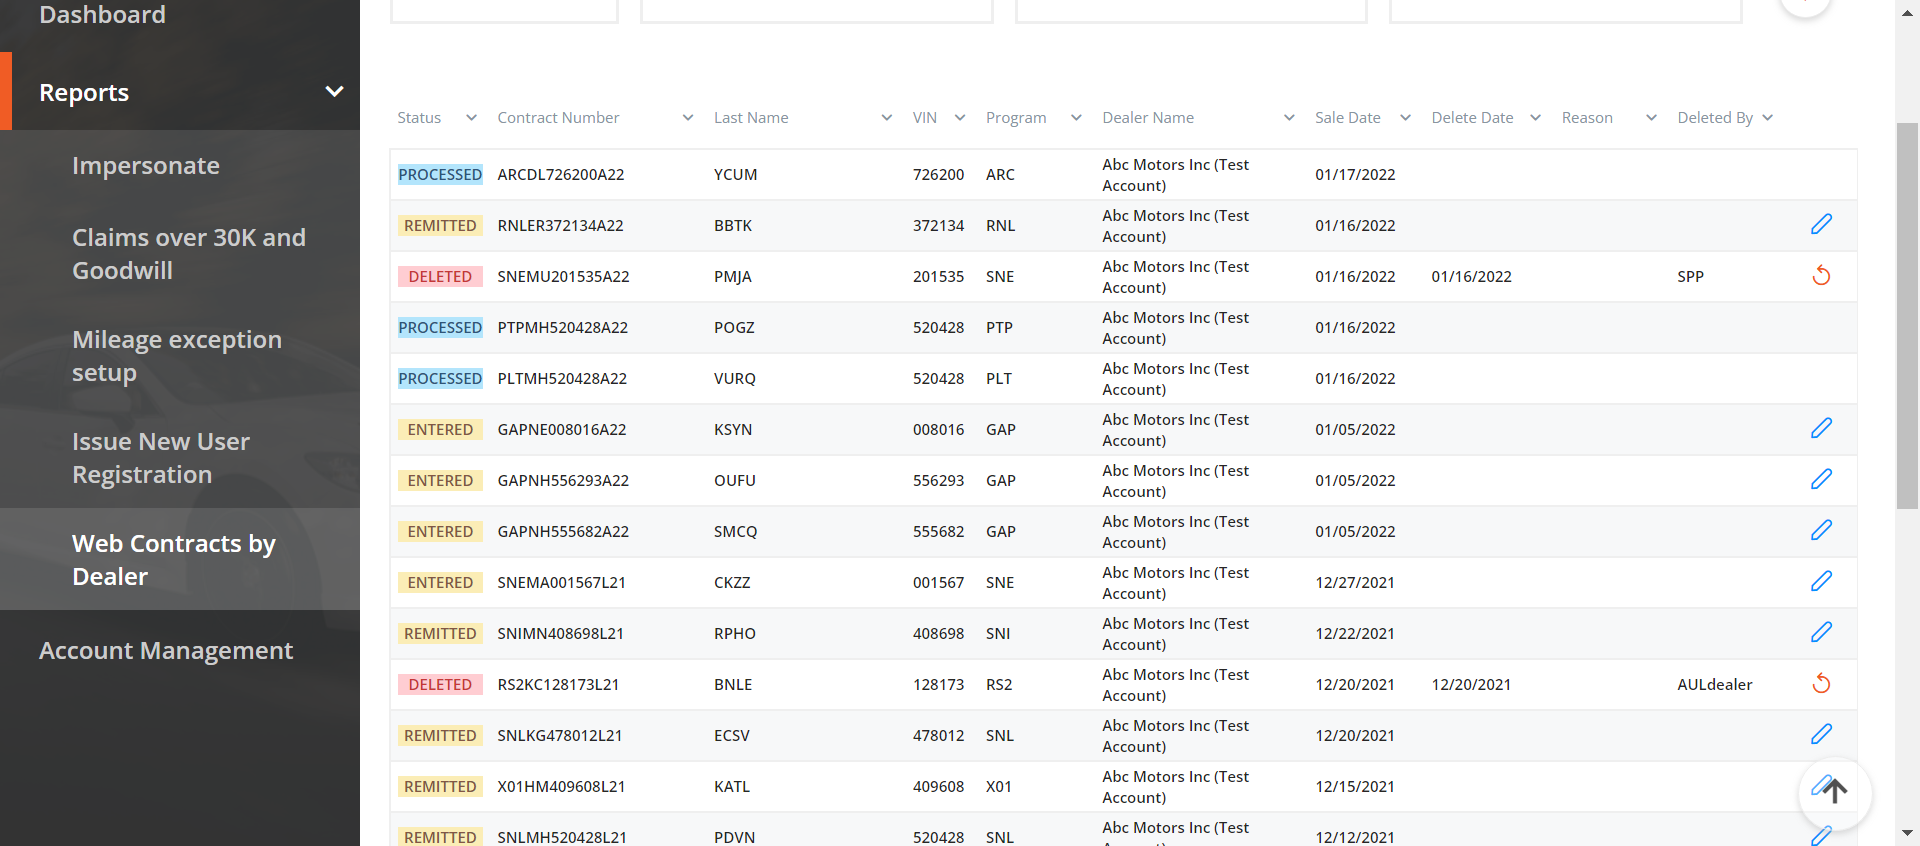 Dashboard
Reports
Impersonate
Claims over 30K and
Goodwill
Mileage exception
setup
Issue New User
Registration
Web Contracts by
Dealer
Account Management
Status Contract Number Last Name VIN Program Dealer Name Sale Date Delete Date Reason Deleted By
PROCESSED ARCDL726200A22 YCUM 726200 ARC Abc Motors Inc (Test
Account) 01/17/2022
REMITTED RNLER372134A22 BBTK 372134 RNL Abc Motors Inc (Test
Account) 01/16/2022
DELETED SNEMU201535A22 PMJA 201535 SNE Abc Motors Inc (Test
Account) 01/16/2022 01/16/2022 SPP
PROCESSED PTPMH520428A22 POGZ 520428 PTP Abc Motors Inc (Test
Account) 01/16/2022
PROCESSED PLTMH520428A22 VURQ 520428 PLT Abc Motors Inc (Test
Account) 01/16/2022
ENTERED GAPNE008016A22 KSYN 008016 GAP Abc Motors Inc (Test
Account) 01/05/2022
ENTERED GAPNH556293A22 OUFU 556293 GAP Abc Motors Inc (Test
Account) 01/05/2022
ENTERED GAPNH555682A22 SMCQ 555682 GAP Abc Motors Inc (Test
Account) 01/05/2022
ENTERED SNEMA001567L21 CKZZ 001567 SNE Abc Motors Inc (Test
Account) 12/27/2021
REMITTED SNIMN408698L21 RPHO 408698 SNI Abc Motors Inc (Test
Account) 12/22/2021
DELETED RS2KC128173L21 BNLE 128173 RS2 Abc Motors Inc (Test
Account) 12/20/2021 12/20/2021 AULdealer
REMITTED SNLKG478012L21 ECSV 478012 SNL Abc Motors Inc (Test
Account) 12/20/2021
REMITTED X01HM409608L21 KATL 409608 X01 Abc Motors Inc (Test
Account) 12/15/2021
REMITTED SNLMH520428L21 PDVN 520428 SNL Abc Motors Inc (Test
12/12/2021